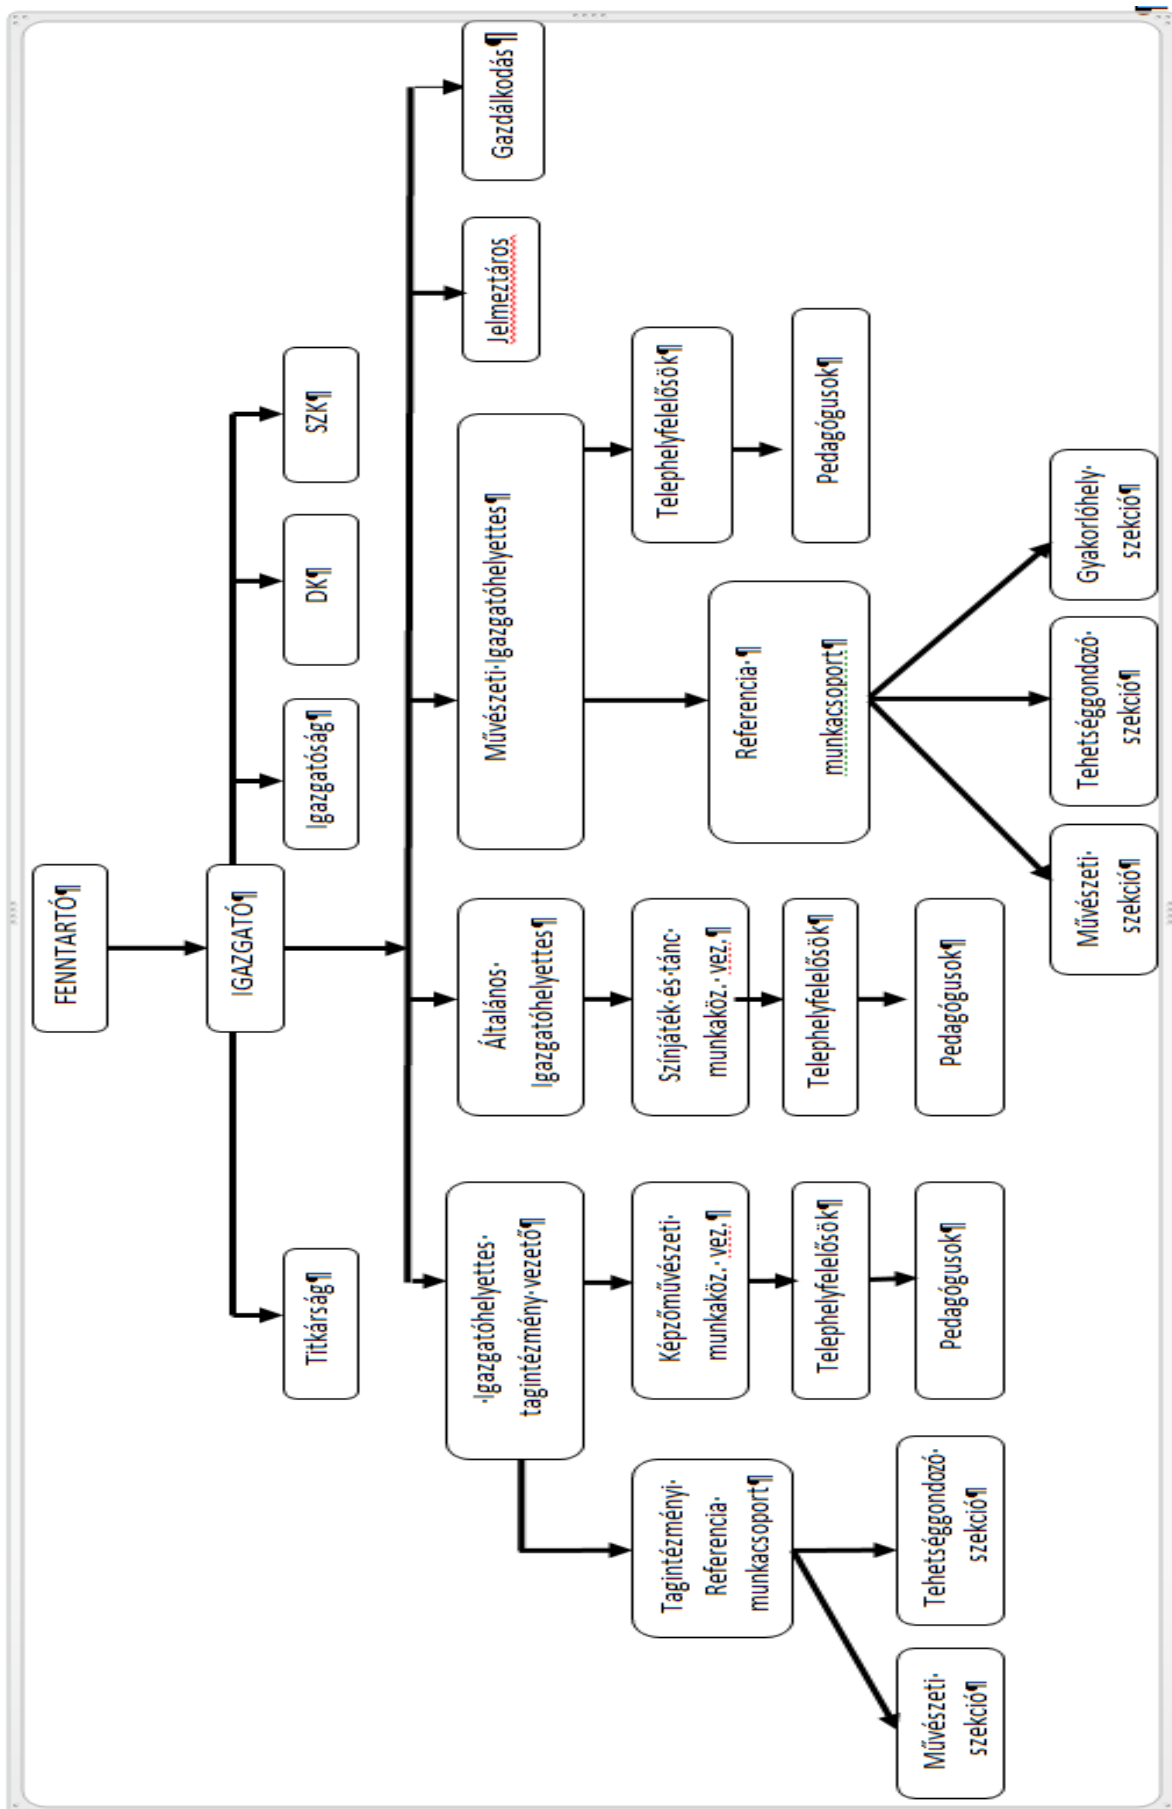 FENNTARTÓ
IGAZGATÓ
Titkárság
Igazgatóság
DK
SZK
Igazgatóhelyettes
tagintézmény vezető
Általános
Igazgatóhelyettes
Művészeti Igazgatóhelyettes
Jelmeztáros
Gazdálkodás
Tagintézményi
Referencia
munkacsoport
Képzőművészeti
munkaköz. vez.
Színjáték és tánc
munkaköz. vez.
Referencia
munkacsoport
Telephelyfelelősök
Telephelyfelelősök
Telephelyfelelősök
Pedagógusok
Művészeti
szekció
Tehetséggondozó
szekció
Pedagógusok
Pedagógusok
Művészeti
szekció
Tehetséggondozó
szekció
Gyakorlóhely
szekció